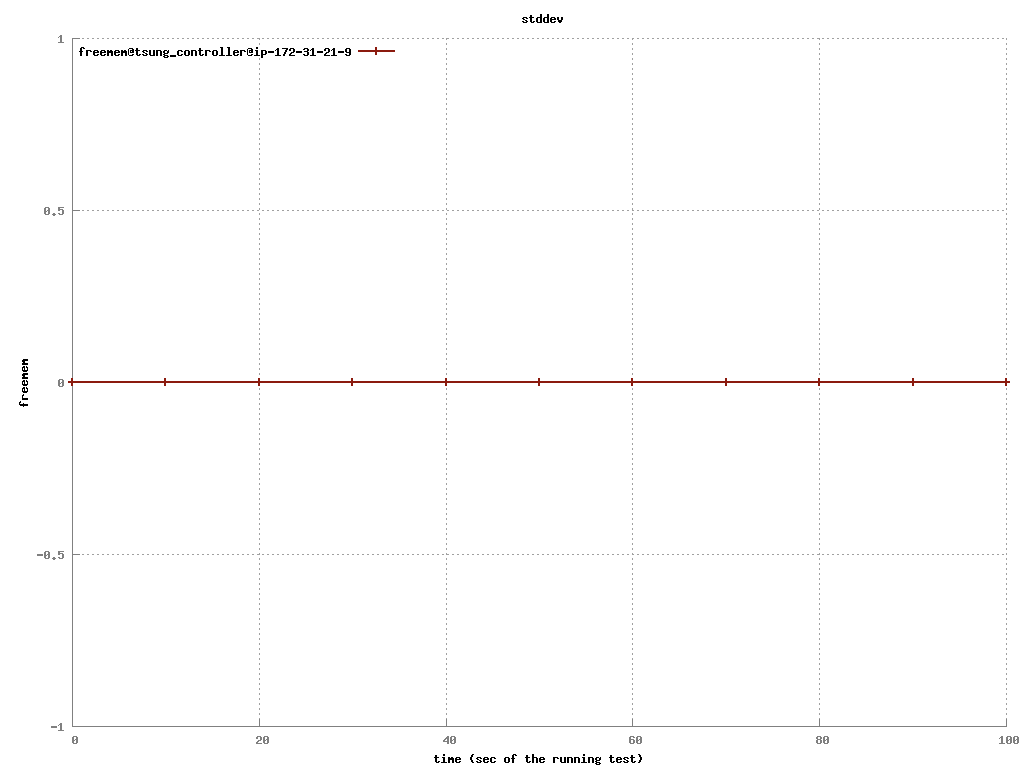 stddev
freemem@tsung_controller@ip-172-31-21-9
1
0.5
0
-0.5
-1
freemem
0 20 40 60 80 100
time (sec of the running test)